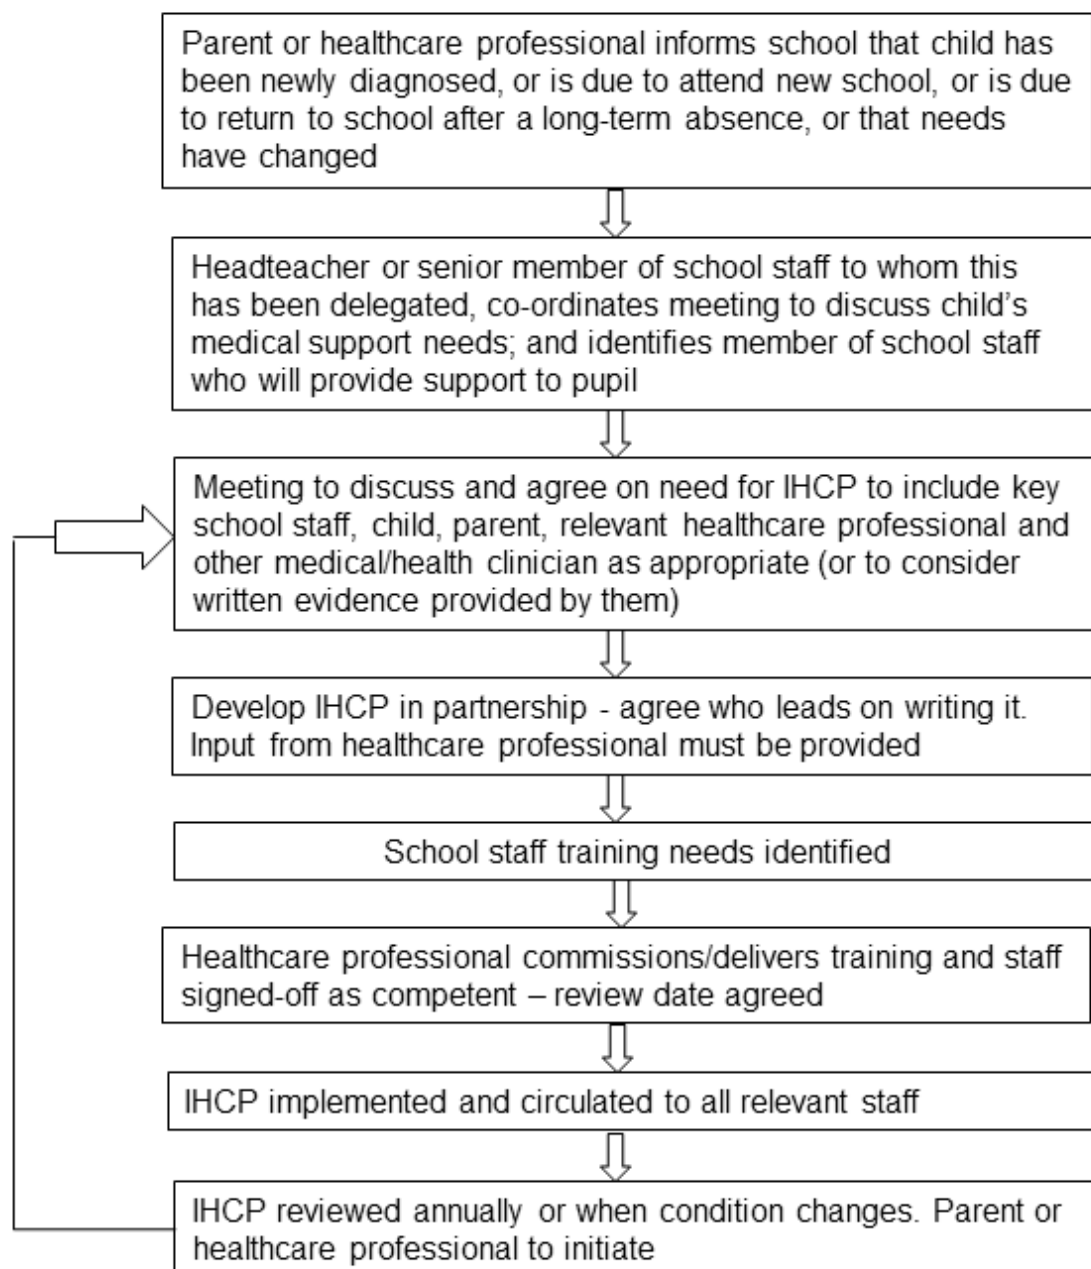 Parent or healthcare professional informs school that child has
been newly diagnosed, or is due to attend new school, or is due
to return to school after a long-term absence, or that needs
have changed
Headteacher or senior member of school staff to whom this
has been delegated, co-ordinates meeting to discuss child's
medical support needs; and identifies member of school staff
who will provide support to pupil
Meeting to discuss and agree on need for IHCP to include key
school staff, child, parent, relevant healthcare professional and
other medical/health clinician as appropriate (or to consider
written evidence provided by them)
Develop IHCP in partnership - agree who leads on writing it.
Input from healthcare professional must be provided
School staff training needs identified
Healthcare professional commissions/delivers training and staff
signed-off as competent – review date agreed
IHCP implemented and circulated to all relevant staff
IHCP reviewed annually or when condition changes. Parent or
healthcare professional to initiate